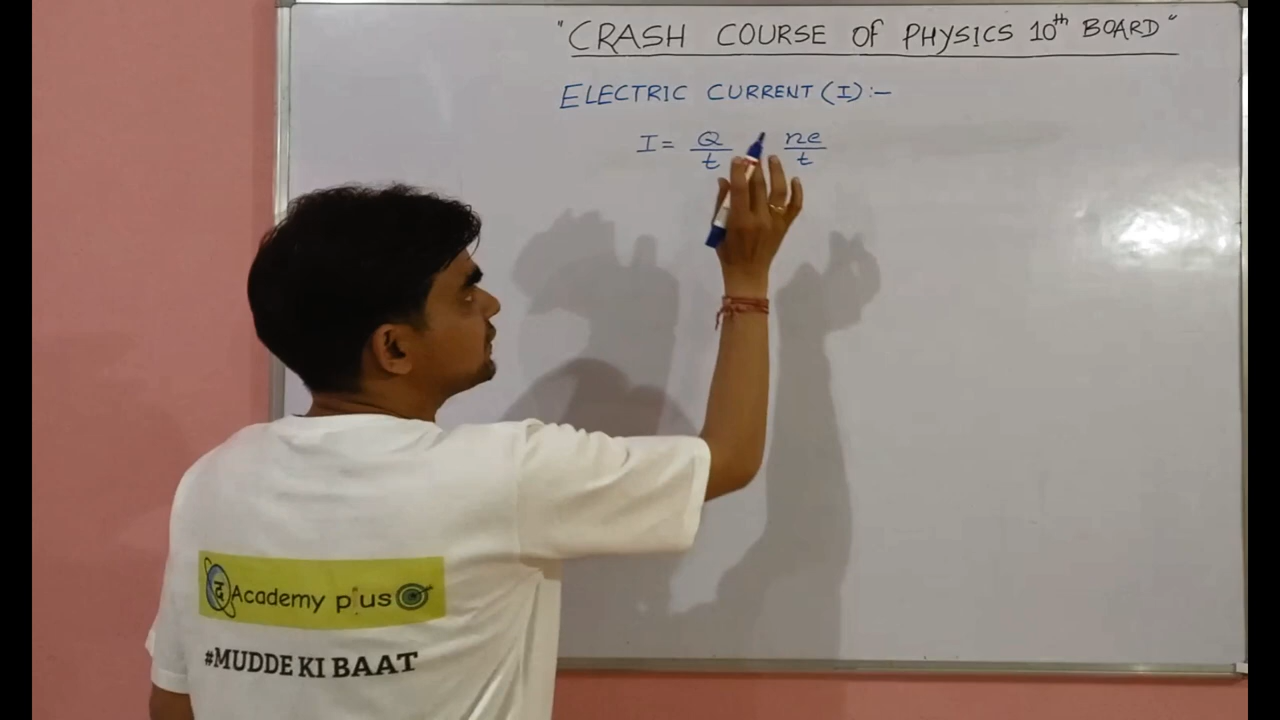 "CRASH COURSE Of PHYSICS 10th BOARD"
ELECTRIC CURRENT (I):-
I = Q/t ne/t
द Academy plus
#MUDDE KI BAAT